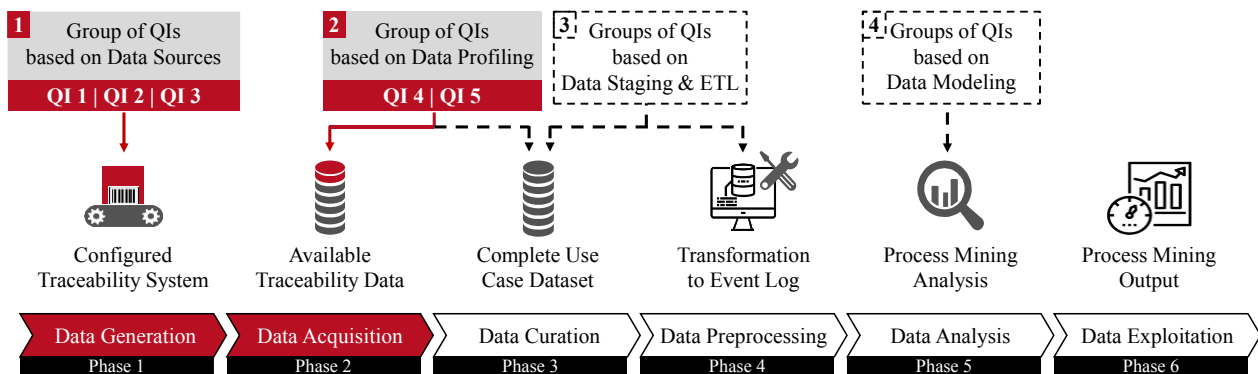 1
Group of QIs
based on Data Sources
QI 1 | QI 2 | QI 3
2
Group of QIs
based on Data Profiling
QI 4 | QI 5
3
Groups of QIs
based on
Data Staging & ETL
4
Groups of QIs
based on
Data Modeling
Configured
Traceability System
Available
Traceability Data
Complete Use
Case Dataset
Transformation
to Event Log
Process Mining
Analysis
Process Mining
Output
Data Generation
Data Acquisition
Data Curation
Data Preprocessing
Data Analysis
Data Exploitation
Phase 1
Phase 2
Phase 3
Phase 4
Phase 5
Phase 6